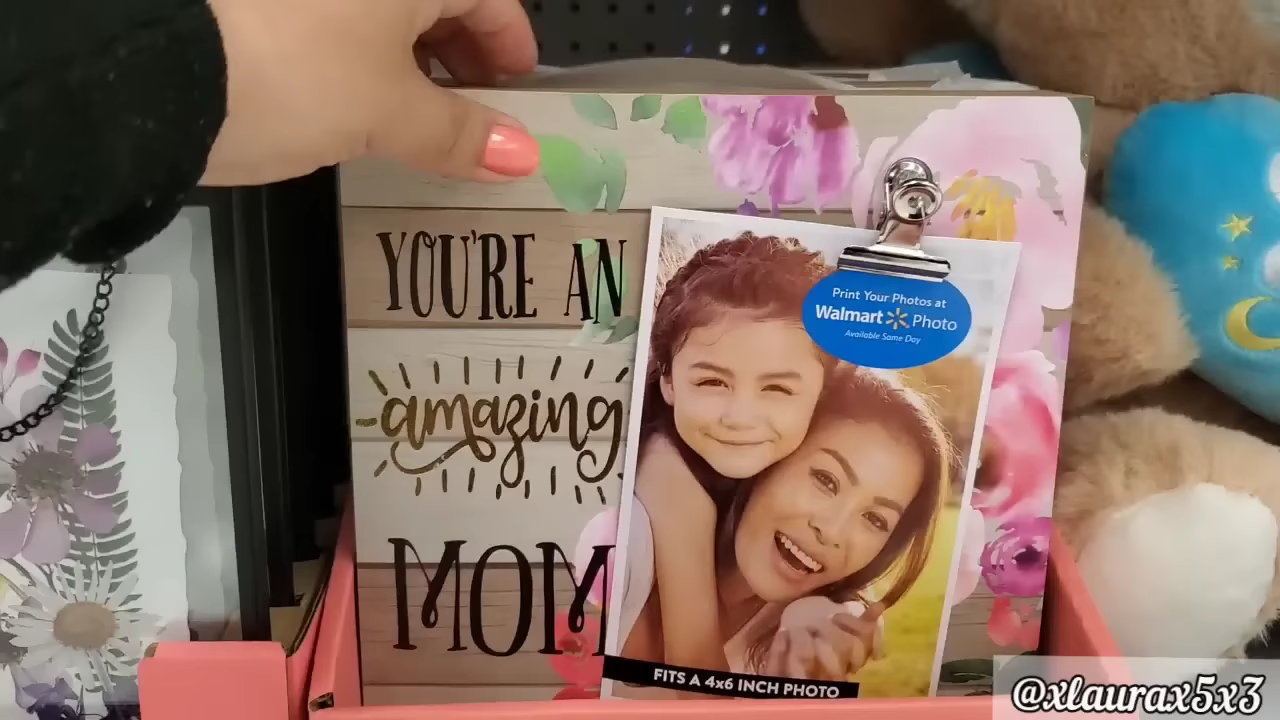 YOU'RE AN
amazing
MOM
Print Your Photos at
Walmart Photo
Available Same Day
FITS A 4x6 INCH PHOTO
@xlaurax5x3